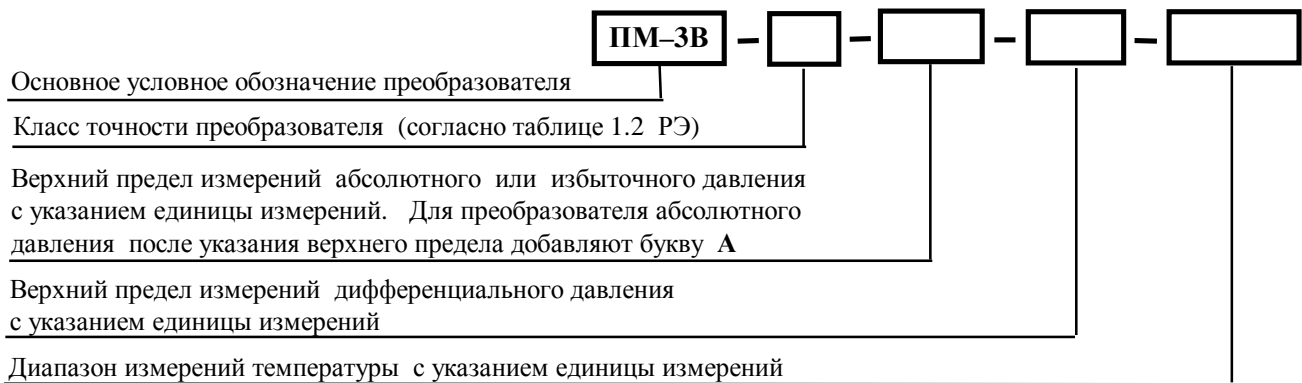 ПМ–3В – – – –
Основное условное обозначение преобразователя
Класс точности преобразователя (согласно таблице 1.2 РЭ)
Верхний предел измерений абсолютного или избыточного давления
с указанием единицы измерений. Для преобразователя абсолютного
давления после указания верхнего предела добавляют букву А
Верхний предел измерений дифференциального давления
с указанием единицы измерений
Диапазон измерений температуры с указанием единицы измерений